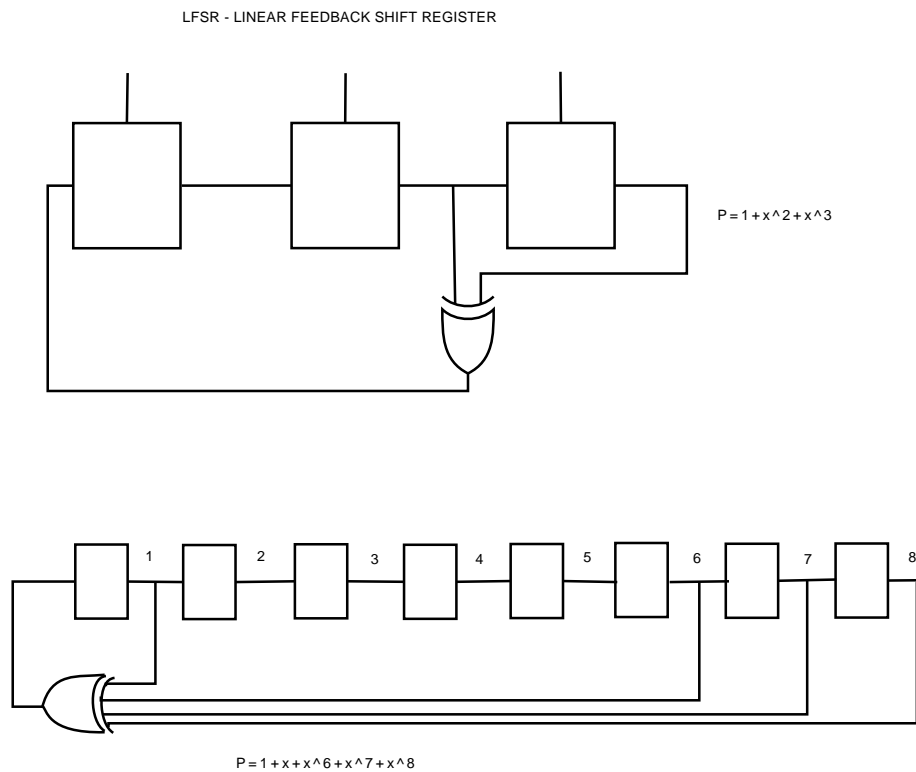 LFSR - LINEAR FEEDBACK SHIFT REGISTER
P=1+x^2+x^3
1 2 3 4 5 6 7 8
P=1+x+x^6+x^7+x^8